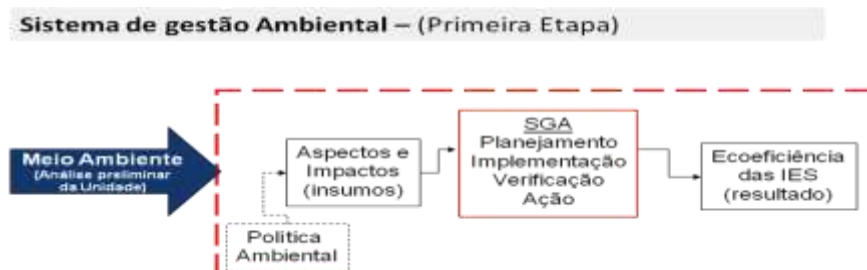 Sistema de gestão Ambiental – (Primeira Etapa)
Meio Ambiente
(Análise preliminar
da Unidade)
Aspectos e
Impactos
(insumos)
Política
Ambiental
SGA
Planejamento
Implementação
Verificação
Ação
Ecoeficiência
das IES
(resultado)